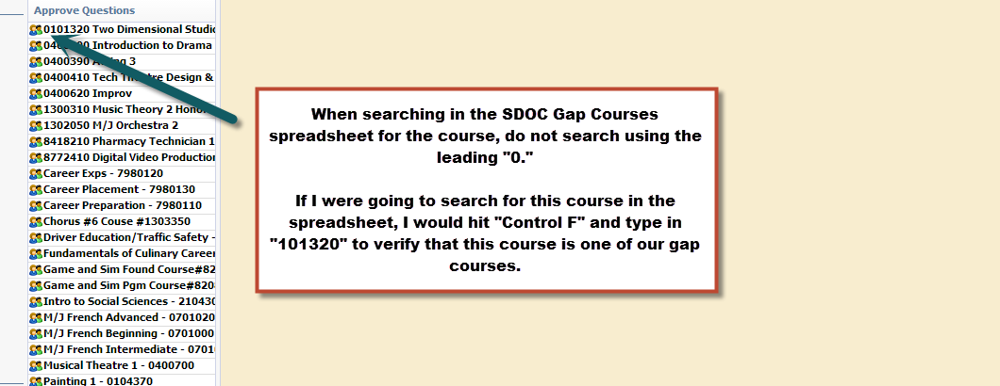 Approve Questions
0101320 Two Dimensional Studio
Introduction to Drama
0400390 3
0400410 Tech Theatre Design &
0400620 Improv
1300310 Music Theory 2 Hono
1302050 M/J Orchestra 2
8418210 Pharmacy Technician 1
8772410 Digital Video Production
Career Exps - 7980120
Career Placement - 7980130
Career Preparation - 7980110
Chorus #6 Couse #1303350
Driver Education/Traffic Safety -
Fundamentals of Culinary Career
Game and Sim Found Course#82
Game and Sim Pgm Course#820
Intro to Social Sciences - 210430
M/J French Advanced - 0701020
M/J French Beginning - 0701000
M/J French Intermediate - 0701
Musical Theatre 1 - 0400700
Painting 1 - 0104370
When searching in the SDOC Gap Courses
spreadsheet for the course, do not search using the
leading "0."
If I were going to search for this course in the
spreadsheet, I would hit "Control F" and type in
"101320" to verify that this course is one of our gap
courses.